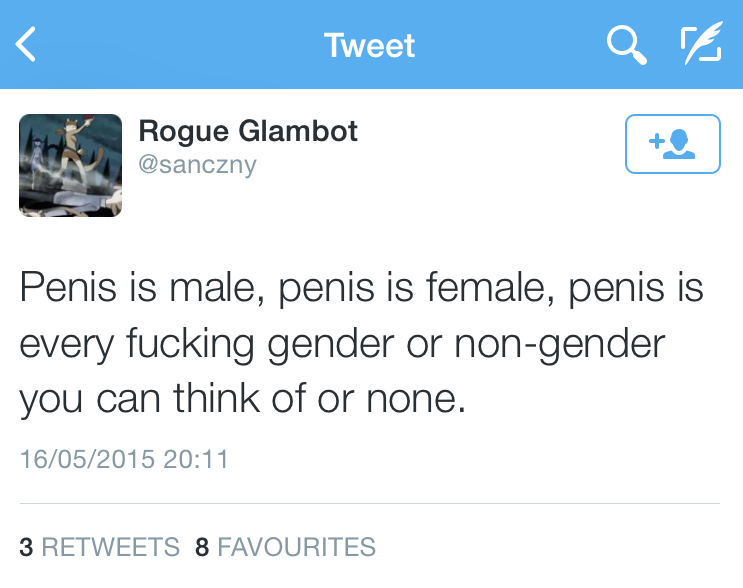 Tweet
Rogue Glambot
@sanczny
Penis is male, penis is female, penis is
every fucking gender or non-gender
you can think of or none.
16/05/2015 20:11
3 RETWEETS 8 FAVOURITES